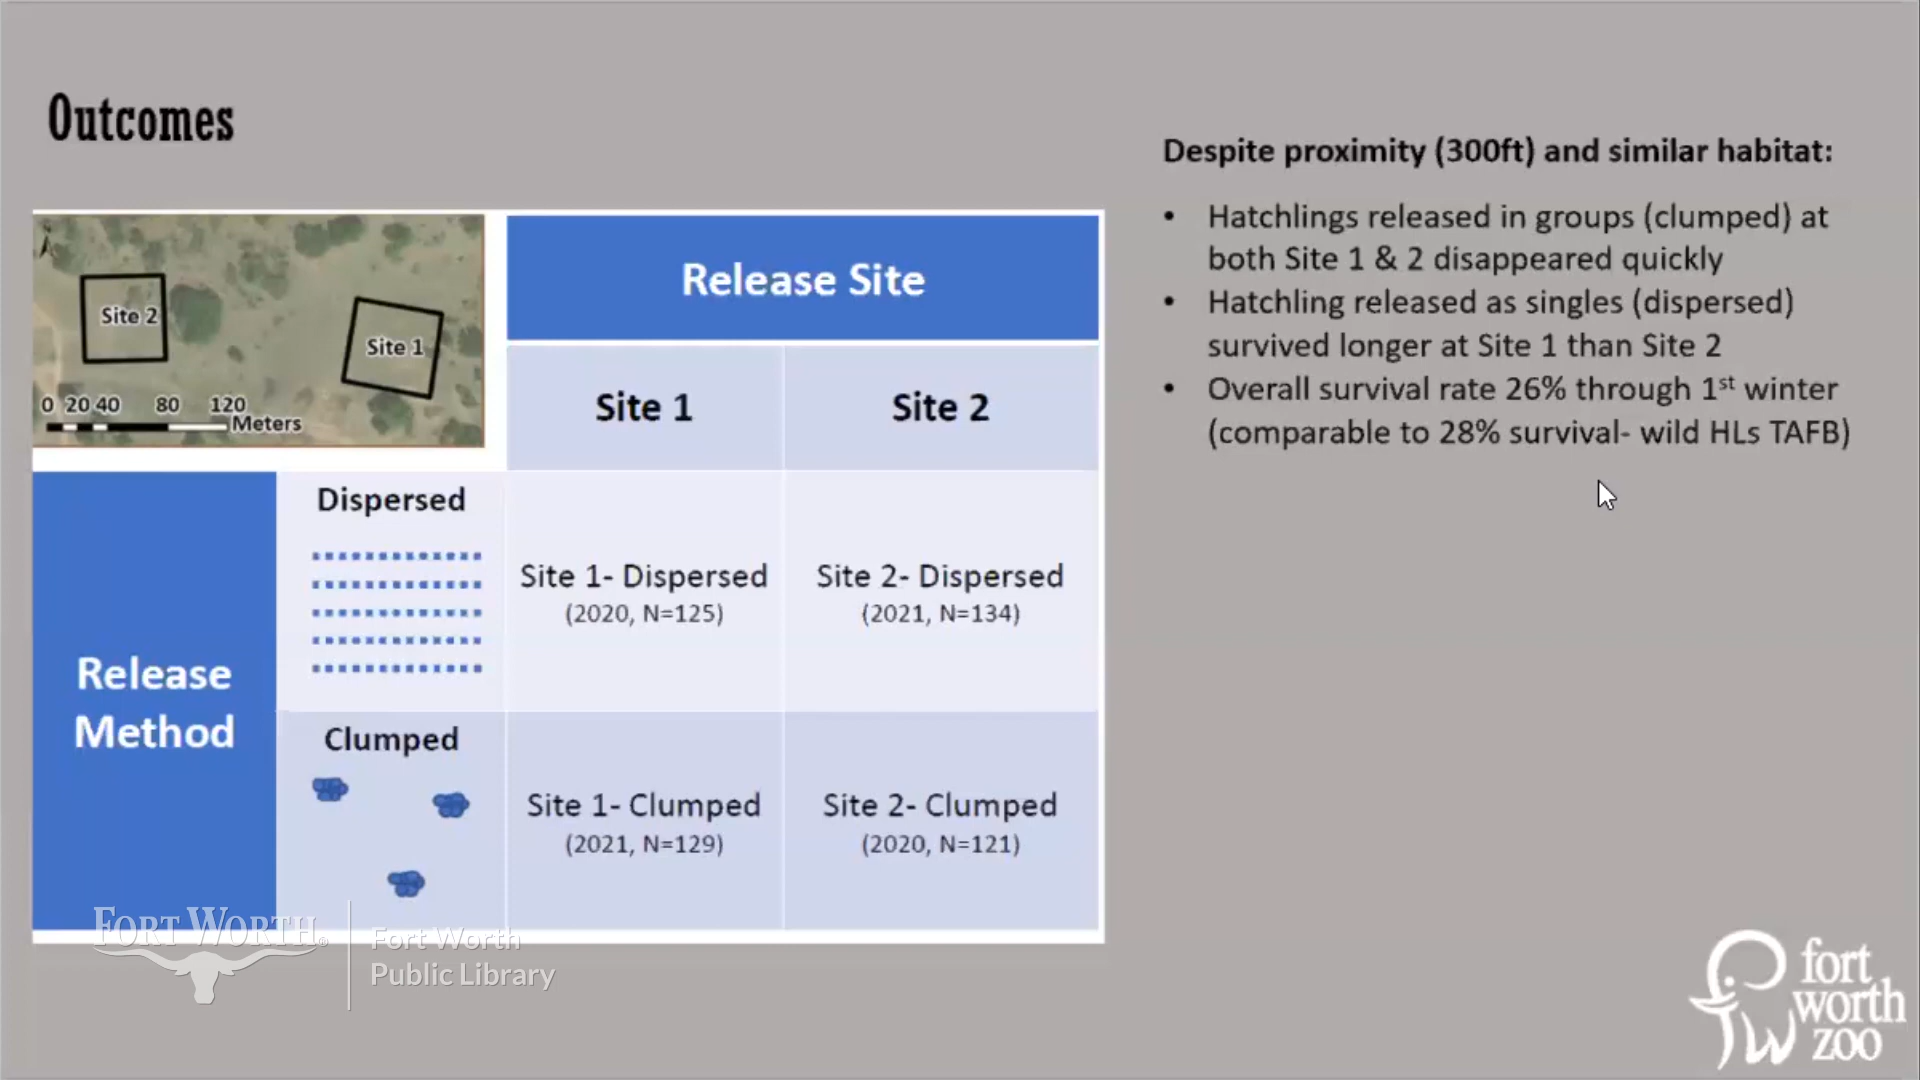 Outcomes
Site 2
Site 1
0 20 40 80 120
Meters
Release Site
Site 1
Site 2
Release
Method
Dispersed
Site 1- Dispersed
(2020, N=125)
Site 2- Dispersed
(2021, N=134)
Clumped
Site 1- Clumped
(2021, N=129)
Site 2- Clumped
(2020, N=121)
Despite proximity (300ft) and similar habitat:
• Hatchlings released in groups (clumped) at
both Site 1 & 2 disappeared quickly
• Hatchling released as singles (dispersed)
survived longer at Site 1 than Site 2
• Overall survival rate 26% through 1st winter
(comparable to 28% survival- wild HLs TAFB)
FORT WORTH®
Fort Worth
Public Library
fort
worth
zoo